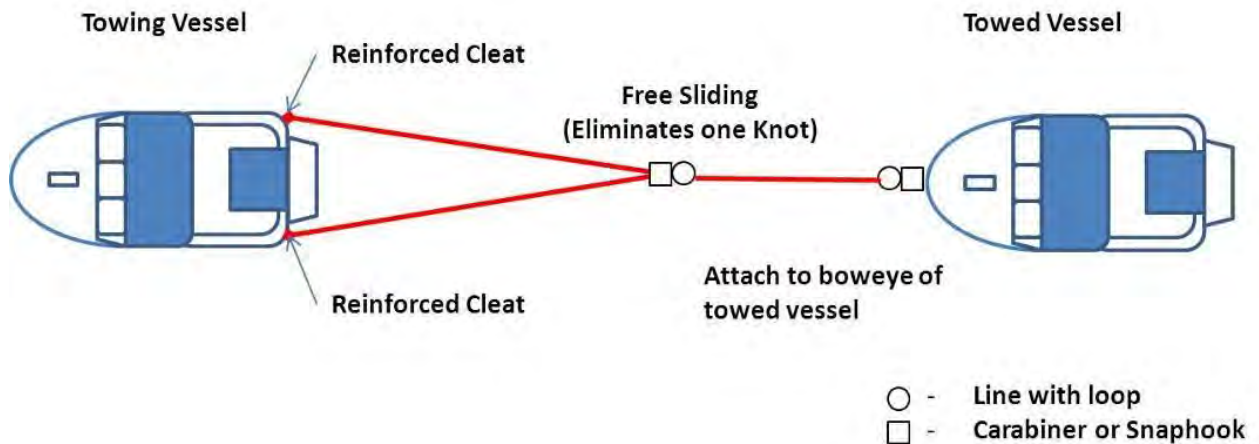 Towing Vessel
Towed Vessel
Reinforced Cleat
Free Sliding
(Eliminates one Knot)
Reinforced Cleat
Attach to boweye of
towed vessel
- Line with loop
- Carabiner or Snaphook